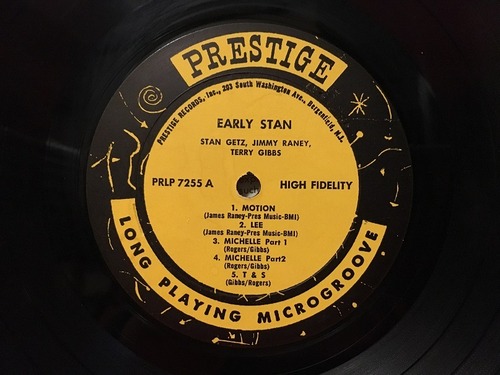 PRESTIGE
PRESTIGE RECORDS, Inc., 203 South Washington Ave., Bergenfield, N.J.
EARLY STAN
STAN GETZ, JIMMY RANEY,
TERRY GIBBS
PRLP 7255 A
HIGH FIDELITY
1. MOTION
(James Raney-Pres Music-BMI)
2. LEE
(James Raney-Pres Music-BMI)
3. MICHELLE Part 1
(Rogers/Gibbs)
4. MICHELLE Part2
(Rogers/Gibbs)
5. T & S
(Gibbs/Rogers)
LONG PLAYING MICROGROOVE